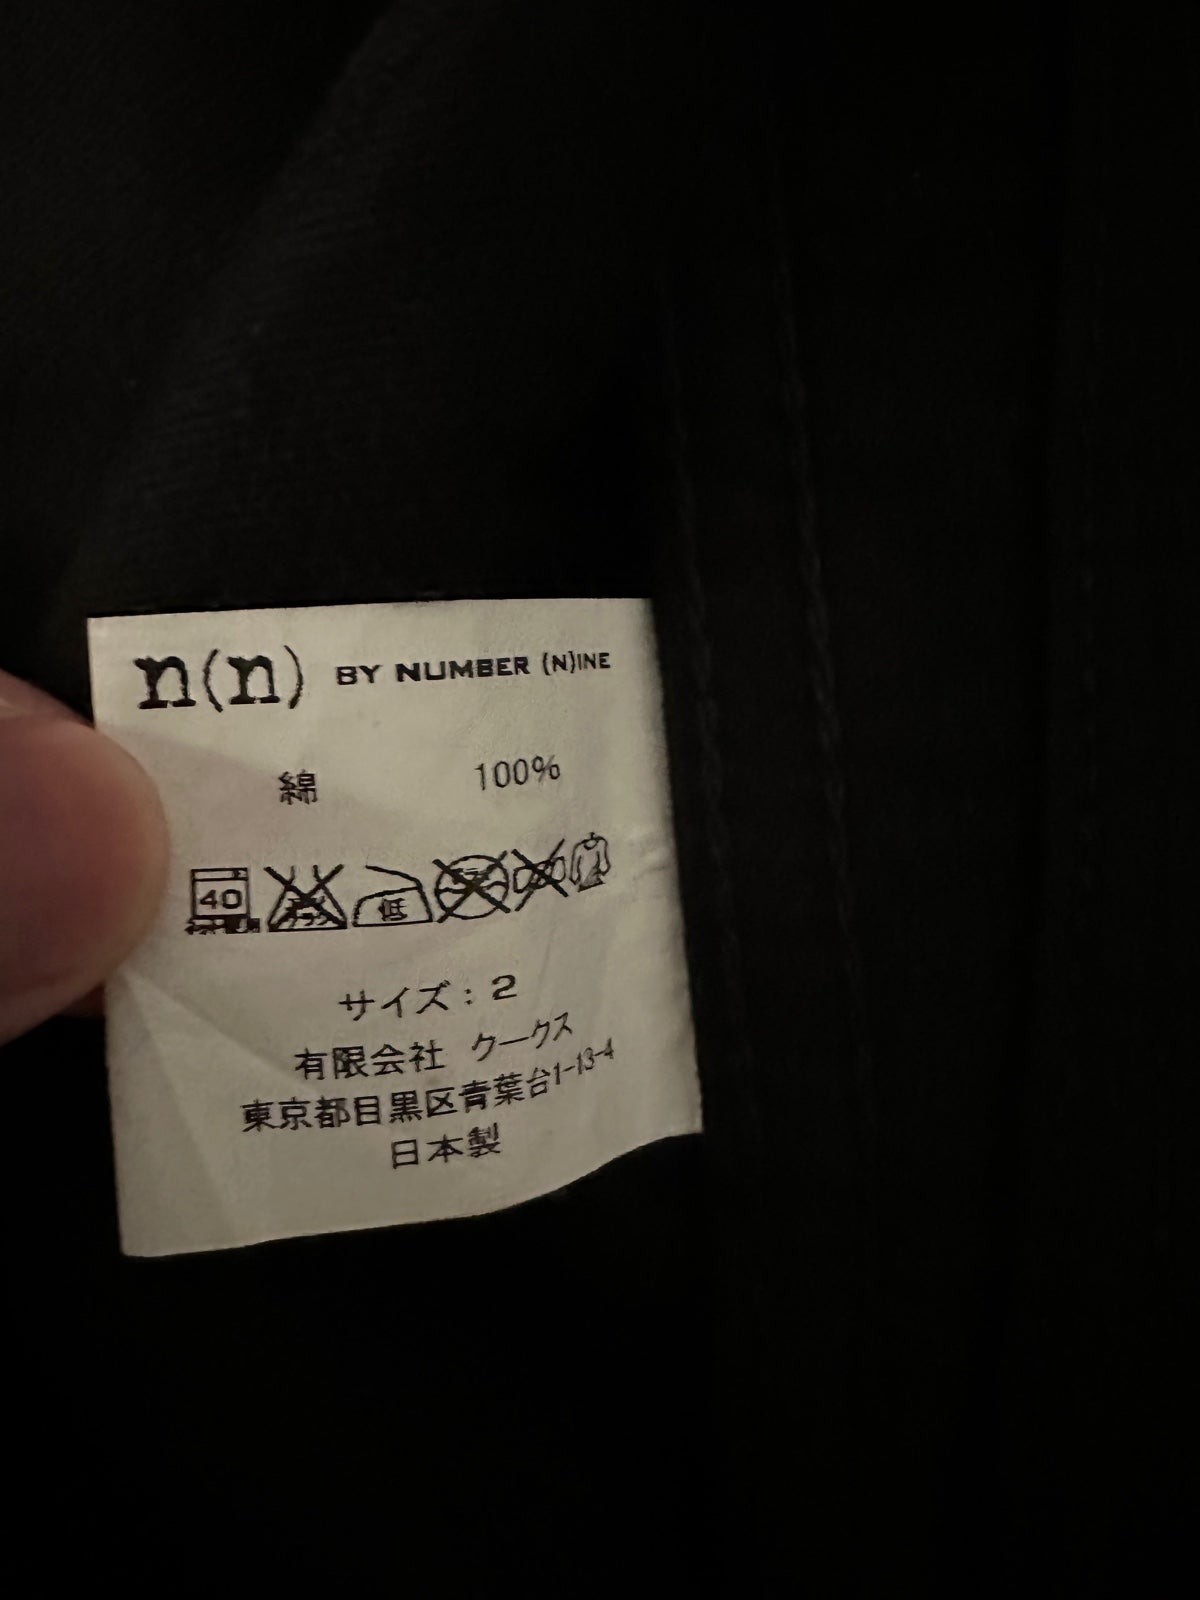 n(n) BY NUMBER (N)INE
綿 100%
40 低
サイズ：2
有限会社 クークス
東京都目黒区青葉台1-13-4
日本製